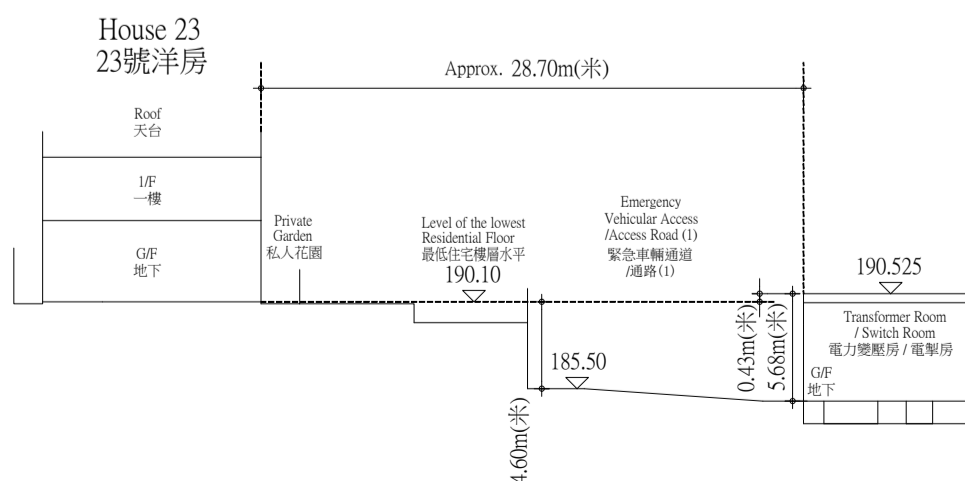 House 23
23號洋房
Approx. 28.70m(米)
Roof
天台
1/F
一樓
G/F
地下
Private
Garden
私人花園
Level of the lowest
Residential Floor
最低住宅樓層水平
190.10
Emergency
Vehicular Access
/Access Road (1)
緊急車輛通道
/通路(1)
190.525
Transformer Room
/ Switch Room
電力變壓房 / 電掣房
G/F
地下
0.43m(米)
5.68m(米)
185.50
4.60m(米)